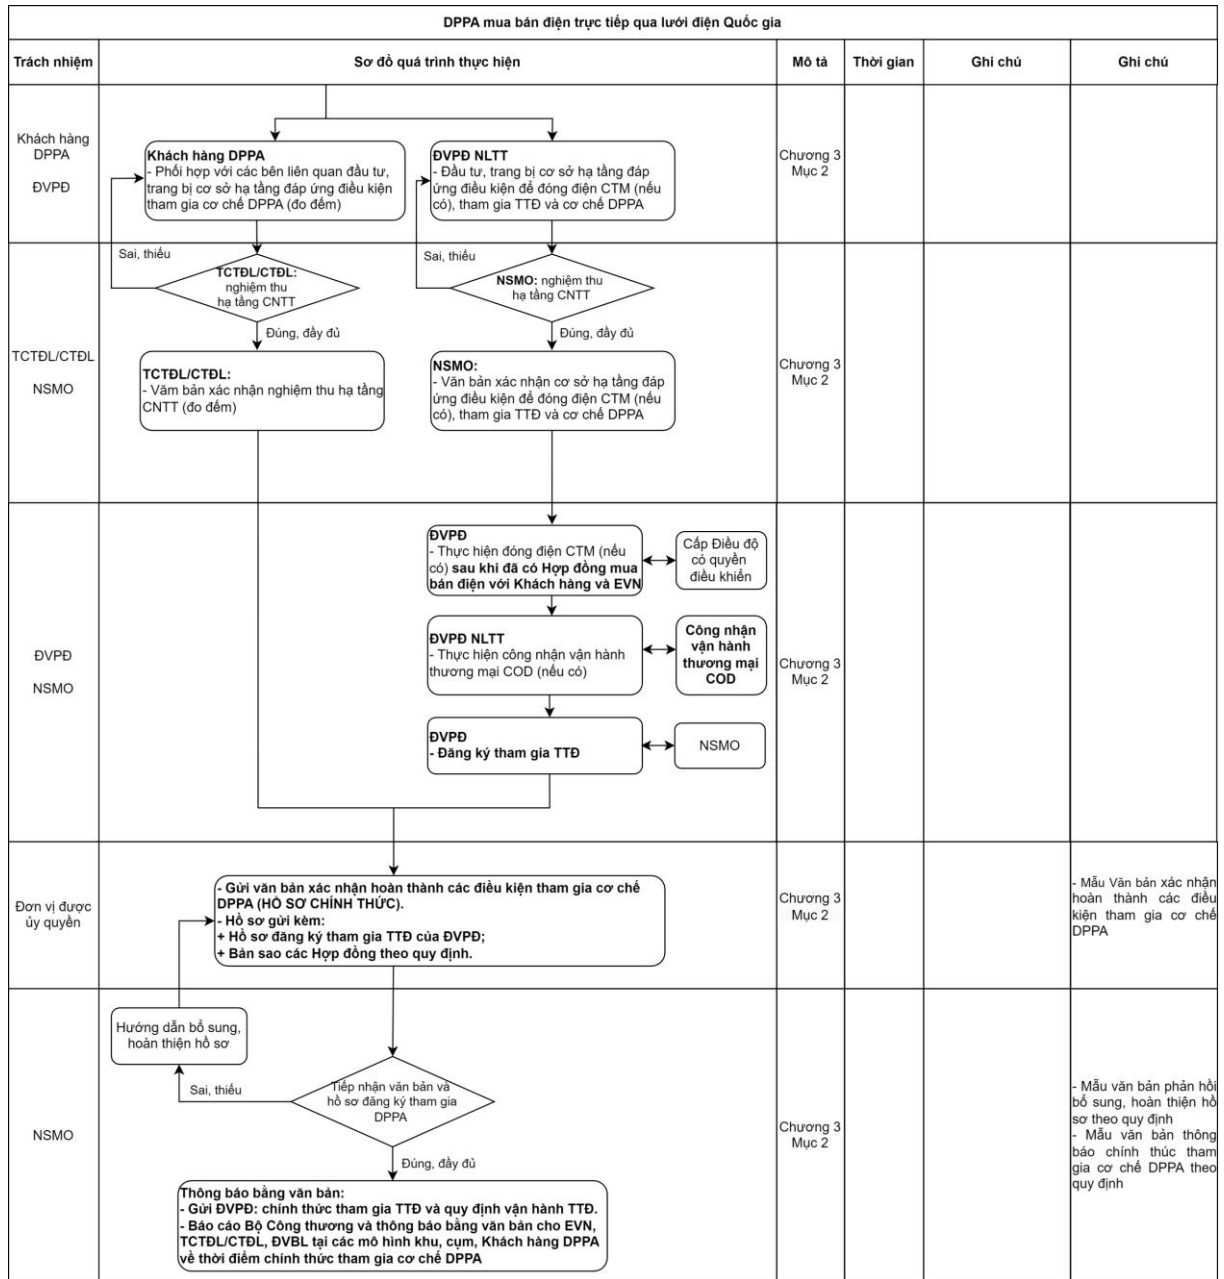 DPPA mua bán điện trực tiếp qua lưới điện Quốc gia
Trách nhiệm
Sơ đồ quá trình thực hiện
Mô tả
Thời gian
Ghi chú
Ghi chú
Khách hàng
DPPA
ĐVPĐ
Khách hàng DPPA
- Phối hợp với các bên liên quan đầu tư,
trang bị cơ sở hạ tầng đáp ứng điều kiện
tham gia cơ chế DPPA (đo đếm)
ĐVPĐ NLTT
- Đầu tư, trang bị cơ sở hạ tầng đáp
ứng điều kiện để đóng điện CTM (nếu
có), tham gia TTĐ và cơ chế DPPA
Chương 3
Mục 2
Sai, thiếu
Sai, thiếu
TCTĐL/CTĐL:
nghiệm thu
hạ tầng CNTT
NSMO: nghiệm thu
hạ tầng CNTT
Đúng, đầy đủ
Đúng, đầy đủ
TCTĐL/CTĐL
NSMO
TCTĐL/CTĐL:
- Văm bản xác nhận nghiệm thu hạ tầng
CNTT (đo đếm)
NSMO:
- Văn bản xác nhận cơ sở hạ tầng đáp
ứng điều kiện để đóng điện CTM (nếu
có), tham gia TTĐ và cơ chế DPPA
Chương 3
Mục 2
ĐVPĐ
- Thực hiện đóng điện CTM (nếu
có) sau khi đã có Hợp đồng mua
bán điện với Khách hàng và EVN
Cấp Điều độ
có quyền
điều khiển
ĐVPĐ
NSMO
ĐVPĐ NLTT
- Thực hiện công nhận vận hành
thương mại COD (nếu có)
Công nhận
vận hành
thương mại
COD
Chương 3
Mục 2
ĐVPĐ
- Đăng ký tham gia TTĐ
NSMO
Đơn vị được
ủy quyền
- Gửi văn bản xác nhận hoàn thành các điều kiện tham gia cơ chế
DPPA (HỒ SƠ CHÍNH THỨC).
- Hồ sơ gửi kèm:
+ Hồ sơ đăng ký tham gia TTĐ của ĐVPĐ;
+ Bản sao các Hợp đồng theo quy định.
Chương 3
Mục 2
- Mẫu Văn bản xác nhận
hoàn thành các điều
kiện tham gia cơ chế
DPPA
Hướng dẫn bổ sung,
hoàn thiện hồ sơ
Sai, thiếu
Tiếp nhận văn bản và
hồ sơ đăng ký tham gia
DPPA
Đúng, đầy đủ
NSMO
Thông báo bằng văn bản:
- Gửi ĐVPĐ: chính thức tham gia TTĐ và quy định vận hành TTĐ.
- Báo cáo Bộ Công thương và thông báo bằng văn bản cho EVN,
TCTĐL/CTĐL, ĐVBL tại các mô hình khu, cụm, Khách hàng DPPA
về thời điểm chính thức tham gia cơ chế DPPA
Chương 3
Mục 2
- Mẫu văn bản phản hồi
bổ sung, hoàn thiện hồ
sơ theo quy định
- Mẫu văn bản thông
báo chính thúc tham
gia cơ chế DPPA theo
quy định